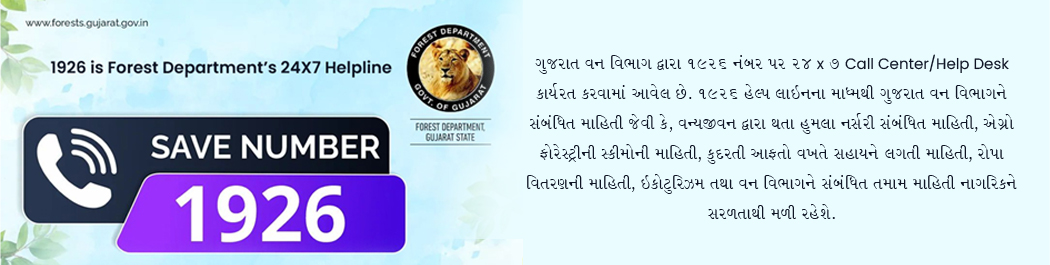 www.forests.gujarat.gov.in
1926 is Forest Department's 24X7 Helpline
FOREST DEPARTMENT
GOVT. OF GUJARAT
FOREST DEPARTMENT,
GUJARAT STATE
SAVE NUMBER
1926
ગુજરાત વન વિભાગ દ્વારા ૧૯૨૬ નંબર પર ૨૪ x ૭ Call Center/Help Desk
કાર્યરત કરવામાં આવેલ છે. ૧૯૨૬ હેલ્પ લાઇનના માધ્મથી ગુજરાત વન વિભાગને
સંબંધિત માહિતી જેવી કે, વન્યજીવન દ્વારા થતા હુમલા નર્સરી સંબંધિત માહિતી, એગ્રો
ફોરેસ્ટ્રીની સ્કીમોની માહિતી, કુદરતી આફતો વખતે સહાયને લગતી માહિતી, રોપા
વિતરણની માહિતી, ઇકોટુરિઝમ તથા વન વિભાગને સંબંધિત તમામ માહિતી નાગરિકને
સરળતાથી મળી રહેશે.